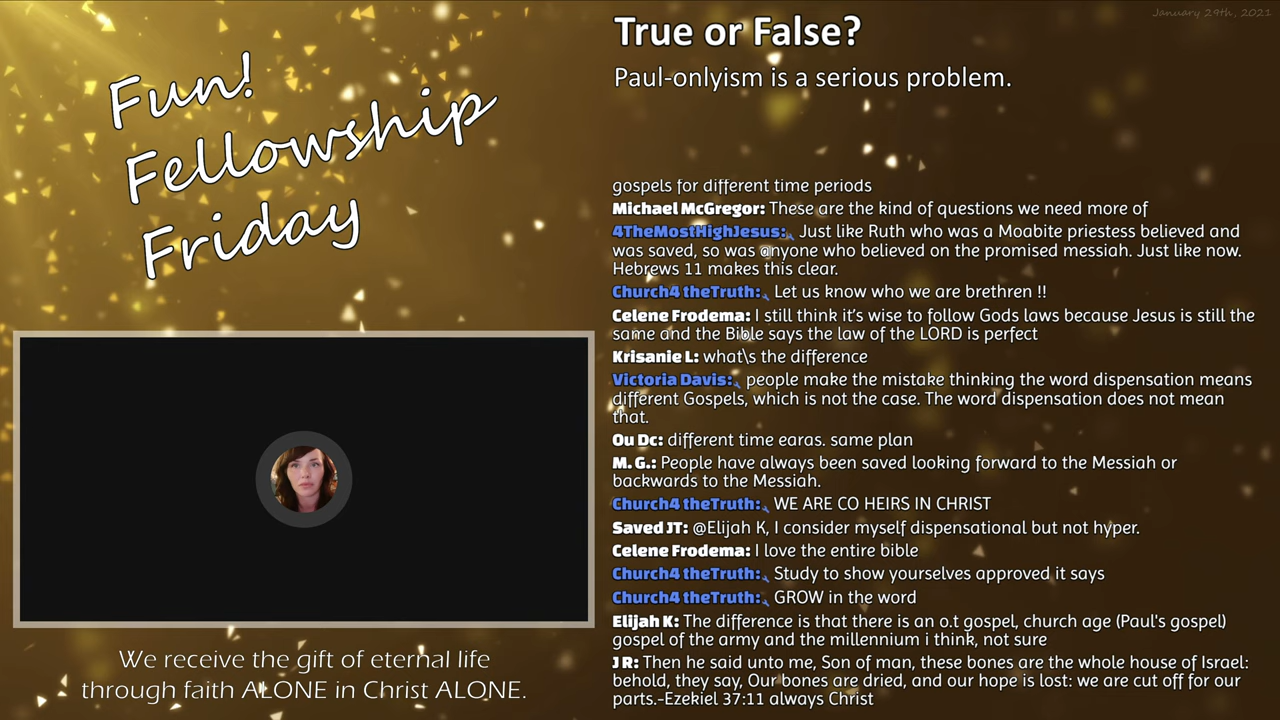 January 29th, 2021
Fun!
Fellowship
Friday
True or False?
Paul-onlyism is a serious problem.
gospels for different time periods
Michael McGregor: These are the kind of questions we need more of
4TheMostHighJesus: Just like Ruth who was a Moabite priestess believed and
was saved, so was anyone who believed on the promised messiah. Just like now.
Hebrews 11 makes this clear.
Church4 theTruth: Let us know who we are brethren !!
Celene Frodema: I still think it's wise to follow Gods laws because Jesus is still the
same and the Bible says the law of the LORD is perfect
Krisanie L: what\s the difference
Victoria Davis: people make the mistake thinking the word dispensation means
different Gospels, which is not the case. The word dispensation does not mean
that.
Ou Dc: different time earas. same plan
M. G.: People have always been saved looking forward to the Messiah or
backwards to the Messiah.
Church4 theTruth: WE ARE CO HEIRS IN CHRIST
Saved JT: @Elijah K, I consider myself dispensational but not hyper.
Celene Frodema: I love the entire bible
Church4 theTruth: Study to show yourselves approved it says
Church4 theTruth: GROW in the word
Elijah K: The difference is that there is an o.t gospel, church age (Paul's gospel)
gospel of the army and the millennium i think, not sure
J R: Then he said unto me, Son of man, these bones are the whole house of Israel:
behold, they say, Our bones are dried, and our hope is lost: we are cut off for our
parts.-Ezekiel 37:11 always Christ
We receive the gift of eternal life
through faith ALONE in Christ ALONE.